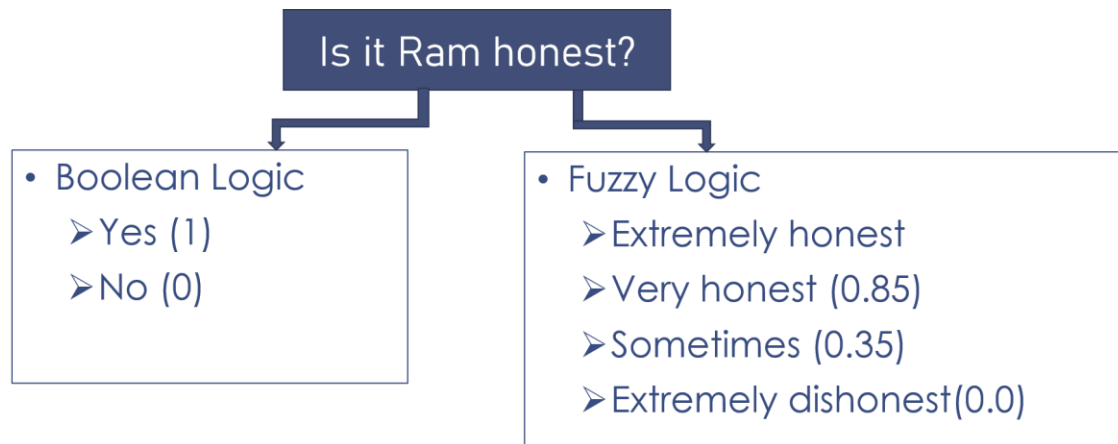 Is it Ram honest?
• Boolean Logic
➢Yes (1)
➢No (0)
• Fuzzy Logic
➢Extremely honest
➢Very honest (0.85)
➢Sometimes (0.35)
➢Extremely dishonest(0.0)